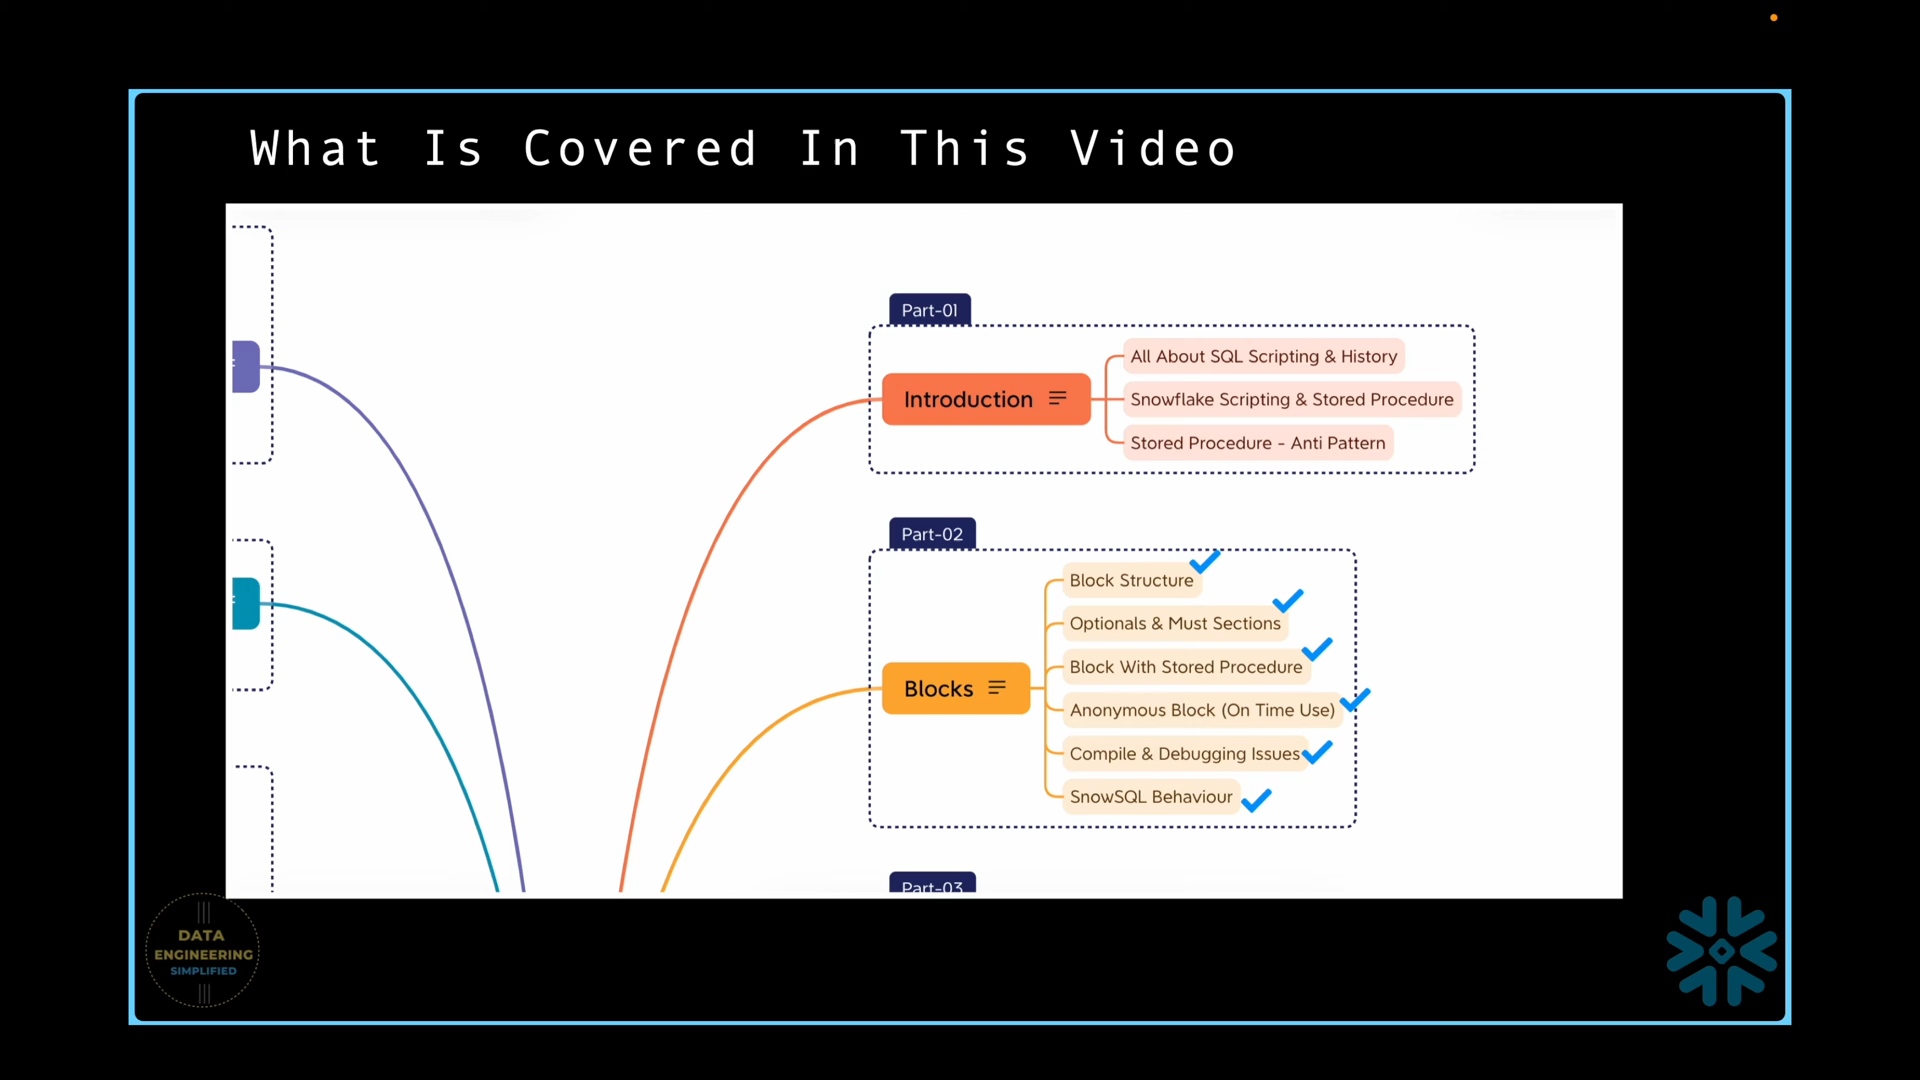 What Is Covered In This Video
Part-01
Introduction
All About SQL Scripting & History
Snowflake Scripting & Stored Procedure
Stored Procedure - Anti Pattern
Part-02
Blocks
Block Structure
Optionals & Must Sections
Block With Stored Procedure
Anonymous Block (On Time Use)
Compile & Debugging Issues
SnowSQL Behaviour
Part-03
DATA
ENGINEERING
SIMPLIFIED